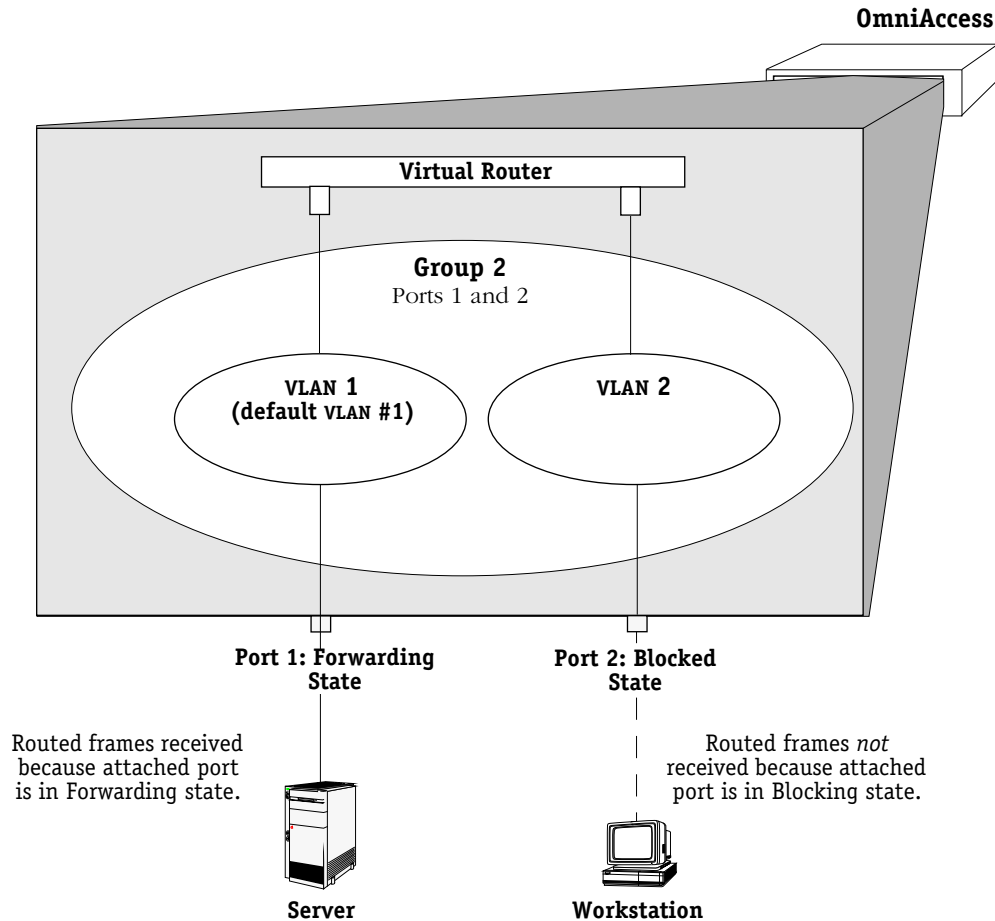 OmniAccess
Virtual Router
Group 2
Ports 1 and 2
VLAN 1
(default VLAN #1)
VLAN 2
Port 1: Forwarding
State
Port 2: Blocked
State
Routed frames received
because attached port
is in Forwarding state.
Routed frames not
received because attached
port is in Blocking state.
Server
Workstation